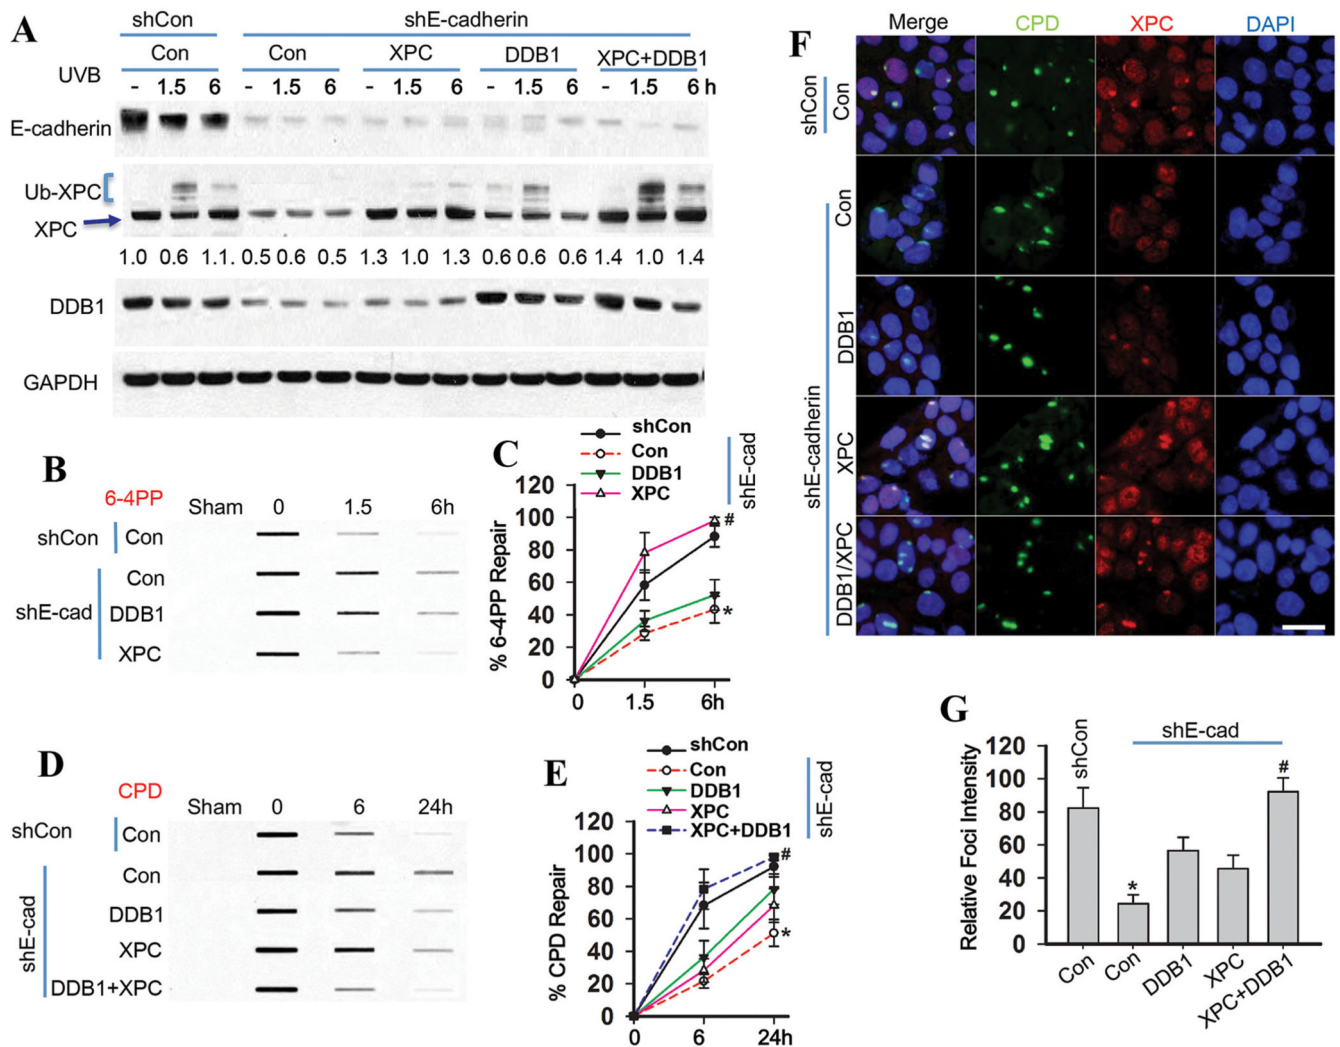 A
shCon shE-cadherin
Con Con XPC DDB1 XPC+DDB1
UVB - 1.5 6 - 1.5 6 - 1.5 6 - 1.5 6 - 1.5 6 h
E-cadherin
Ub-XPC
XPC
1.0 0.6 1.1. 0.5 0.6 0.5 1.3 1.0 1.3 0.6 0.6 0.6 1.4 1.0 1.4
DDB1
GAPDH
B
6-4PP Sham 0 1.5 6h
shCon Con
shE-cad
Con
DDB1
XPC
C
shCon
Con
DDB1
XPC
shE-cad
120
100 #
80
60
40 *
20
0
% 6-4PP Repair
0 1.5 6h
D
CPD Sham 0 6 24h
shCon Con
shE-cad
Con
DDB1
XPC
DDB1+XPC
E
shCon
Con
DDB1
XPC
XPC+DDB1
shE-cad
120
100 #
80
60
40 *
20
0
% CPD Repair
0 6 24h
F
Merge CPD XPC DAPI
shCon Con
shE-cadherin
Con
DDB1
XPC
DDB1/XPC
G
shCon shE-cad
120
100
80
60
40
20
0
Relative Foci Intensity
* #
Con Con DDB1 XPC XPC+DDB1